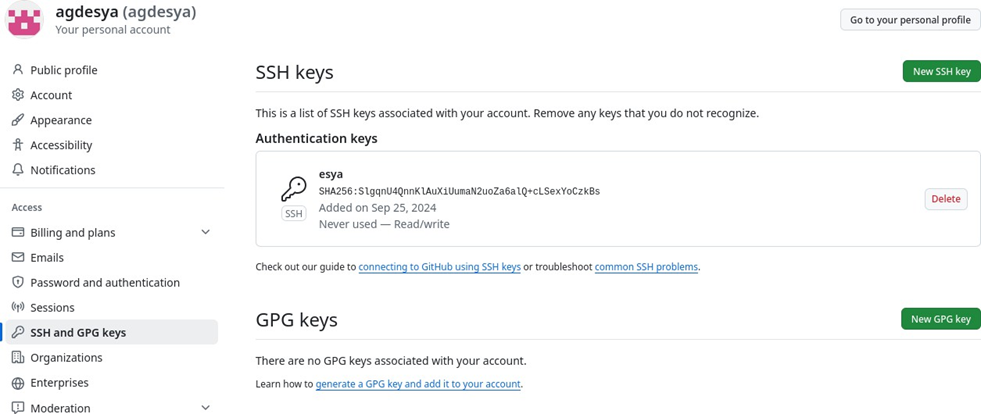 agdesya (agdesya)
Your personal account
Go to your personal profile
Public profile
Account
Appearance
Accessibility
Notifications
Access
Billing and plans
Emails
Password and authentication
Sessions
SSH and GPG keys
Organizations
Enterprises
Moderation
SSH keys
New SSH key
This is a list of SSH keys associated with your account. Remove any keys that you do not recognize.
Authentication keys
esya
SHA256:SlgqnU4QnnKlAuXiUumaN2uoZa6alQ+cLSexYoCzkBs
Added on Sep 25, 2024
Never used — Read/write
SSH
Delete
Check out our guide to connecting to GitHub using SSH keys or troubleshoot common SSH problems.
GPG keys
New GPG key
There are no GPG keys associated with your account.
Learn how to generate a GPG key and add it to your account.